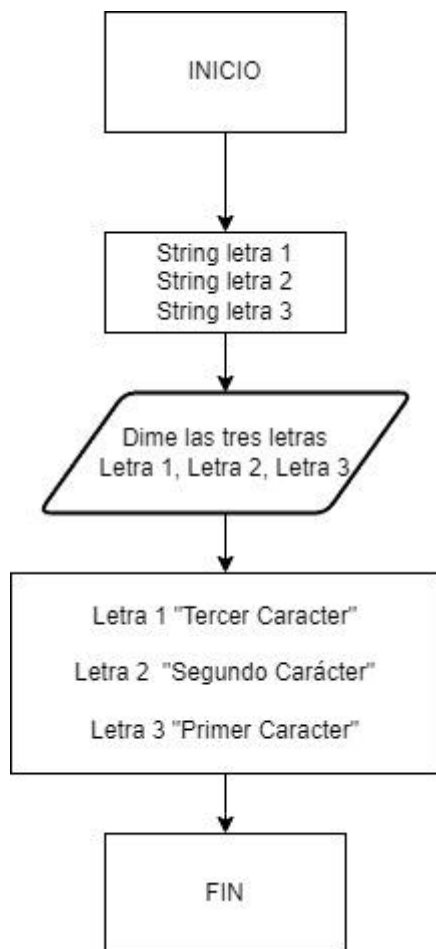 INICIO
String letra 1
String letra 2
String letra 3
Dime las tres letras
Letra 1, Letra 2, Letra 3
Letra 1 "Tercer Caracter"
Letra 2 "Segundo Carácter"
Letra 3 "Primer Caracter"
FIN